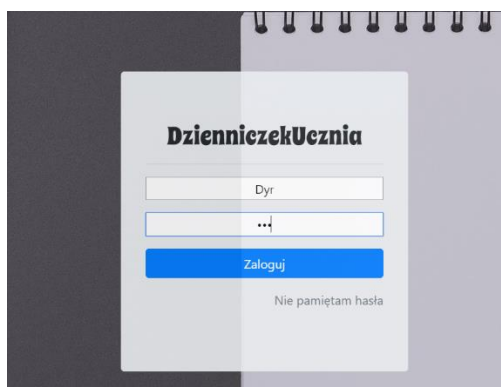 DzienniczekUcznia
Dyr
•••
Zaloguj
Nie pamiętam hasła